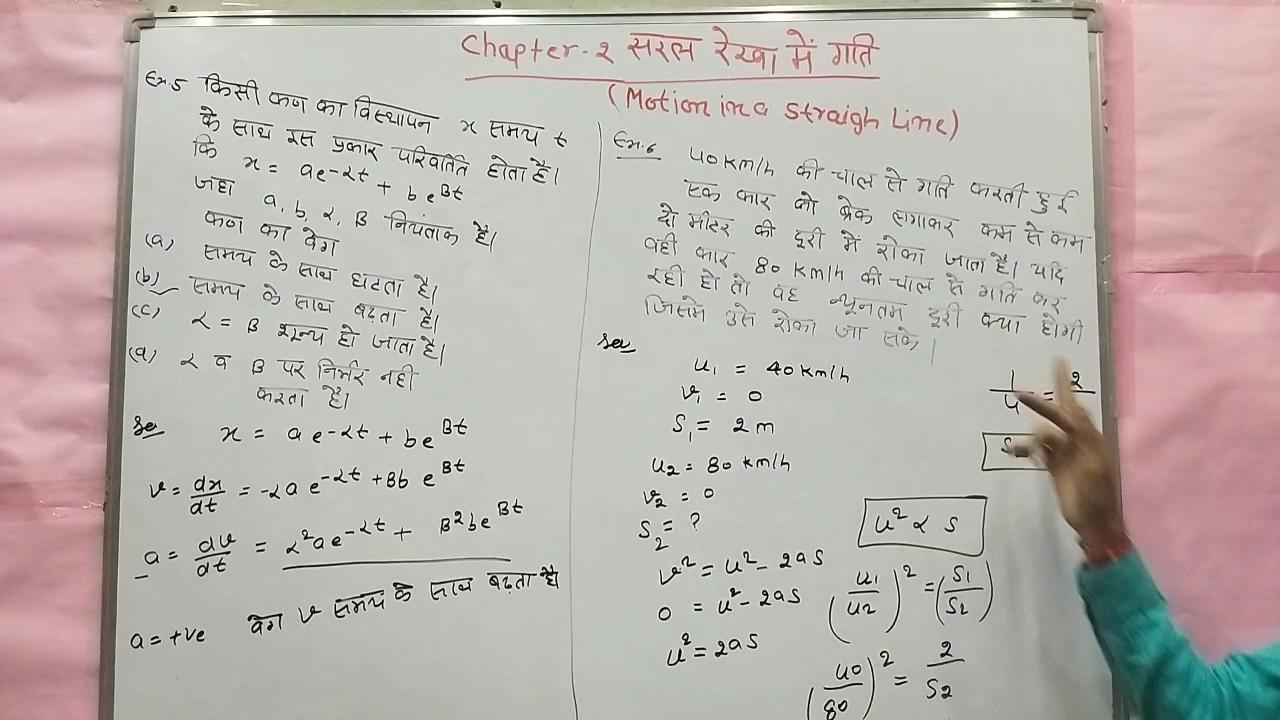 Chapter-2 सरल रेखा में गति
(Motion in a Straigh Line)
Ex.5 किसी कण का विस्थापन x समय t
के साथ इस प्रकार परिवर्तित होता है।
कि x = ae^-αt + be^βt
जहा a, b, α, β नियंताक है।
कण का वेग
(a) समय के साथ घटता है।
(b) समय के साथ बढ़ता है।
(c) α = β शून्य हो जाता है।
(d) α व β पर निर्भर नही
करता है।
Sol x = ae^-αt + be^βt
v = dx/dt = -αa e^-αt + βb e^βt
a = dv/dt = α²ae^-αt + β²be^βt
a = +ve वेग v समय के साथ बढ़ता है
Ex.6 40km/h की चाल से गति करती हुई
एक कार को ब्रेक लगाकर कम से कम
दो मीटर की दूरी में रोका जाता है। यदि
वही कार 80 km/h की चाल से गति कर
रही हो तो वह न्यूनतम दूरी क्या होगी
जिसमे उसे रोका जा सके।
Sol
u₁ = 40km/h
v₁ = 0
S₁ = 2m
u₂ = 80 km/h
v₂ = 0
S₂ = ?
v² = u² - 2as
0 = u² - 2as
u² = 2as
u² α s
(u₁/u₂)² = (S₁/S₂)
(40/80)² = 2/S₂
1/4 = 2